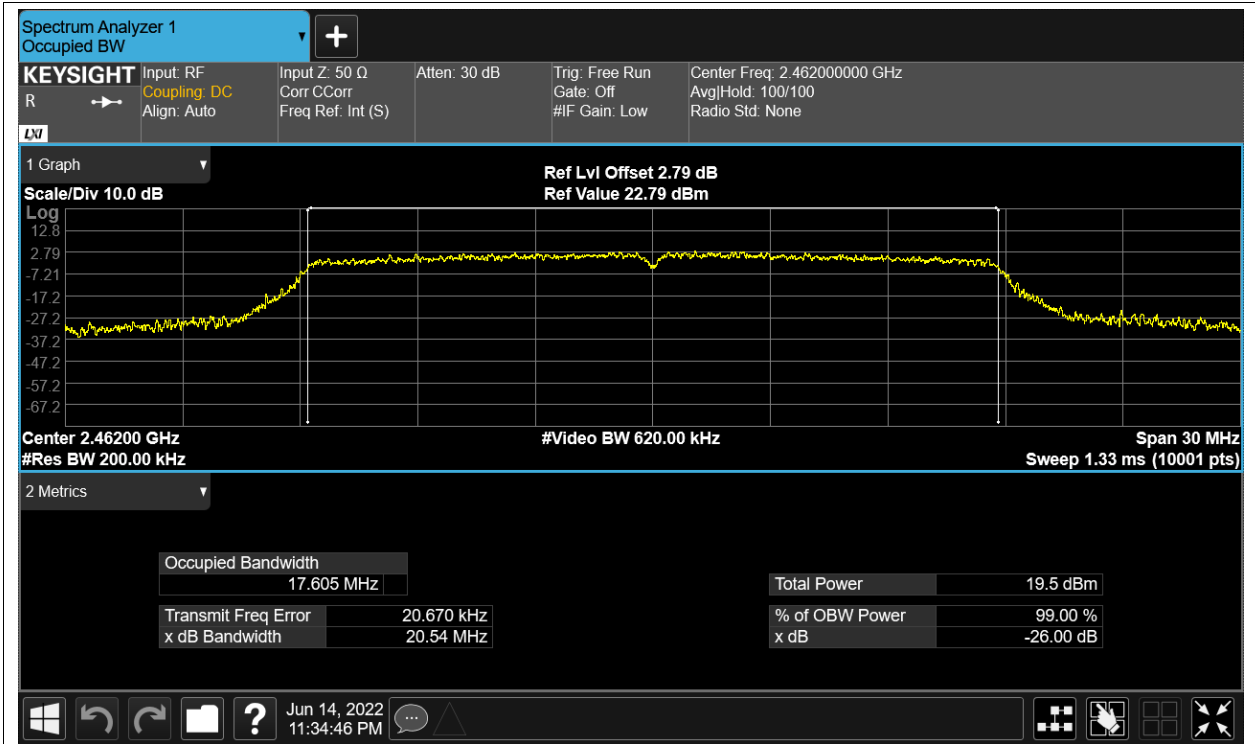 Spectrum Analyzer 1
Occupied BW
KEYSIGHT
R
LXI
Input: RF
Coupling: DC
Align: Auto
Input Z: 50 Ω
Corr CCorr
Freq Ref: Int (S)
Atten: 30 dB
Trig: Free Run
Gate: Off
#IF Gain: Low
Center Freq: 2.462000000 GHz
Avg|Hold: 100/100
Radio Std: None
1 Graph
Scale/Div 10.0 dB
Ref Lvl Offset 2.79 dB
Ref Value 22.79 dBm
Log
12.8
2.79
-7.21
-17.2
-27.2
-37.2
-47.2
-57.2
-67.2
Center 2.46200 GHz
#Res BW 200.00 kHz
#Video BW 620.00 kHz
Span 30 MHz
Sweep 1.33 ms (10001 pts)
2 Metrics
Occupied Bandwidth
17.605 MHz
Transmit Freq Error 20.670 kHz
x dB Bandwidth 20.54 MHz
Total Power 19.5 dBm
% of OBW Power 99.00 %
x dB -26.00 dB
?
Jun 14, 2022
11:34:46 PM